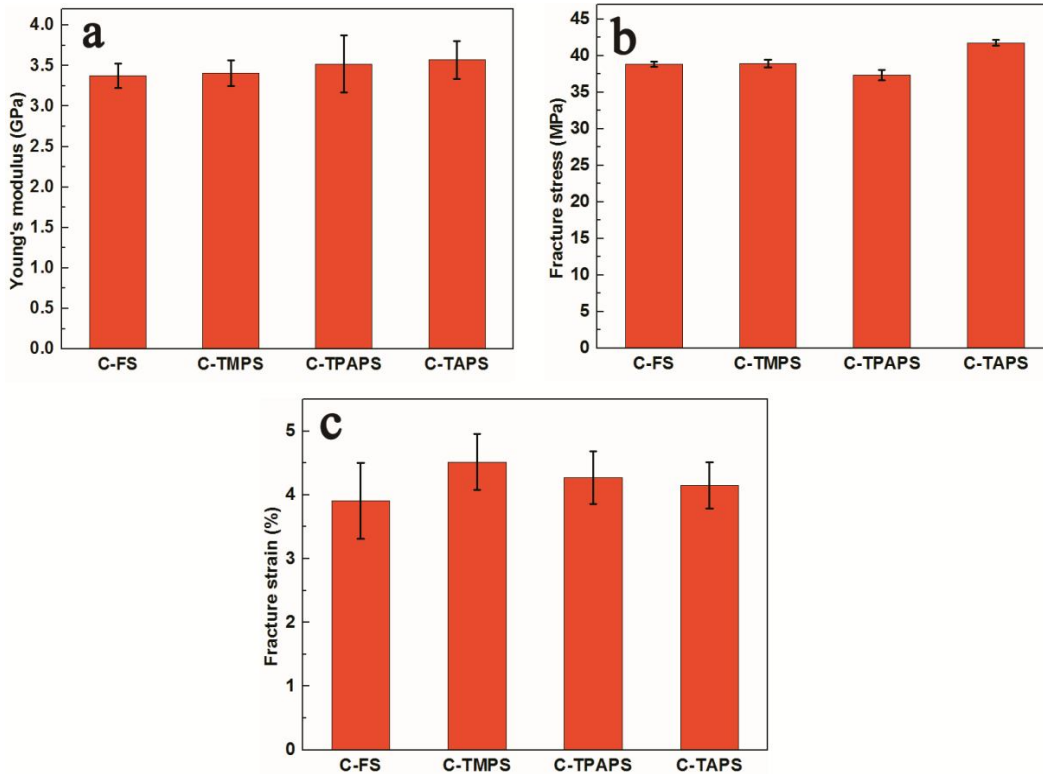 a
Young's modulus (GPa)
4.0
3.5
3.0
2.5
2.0
1.5
1.0
0.5
0.0
C-FS C-TMPS C-TPAPS C-TAPS
b
Fracture stress (MPa)
45
40
35
30
25
20
15
10
5
0
C-FS C-TMPS C-TPAPS C-TAPS
c
Fracture strain (%)
5
4
3
2
1
0
C-FS C-TMPS C-TPAPS C-TAPS